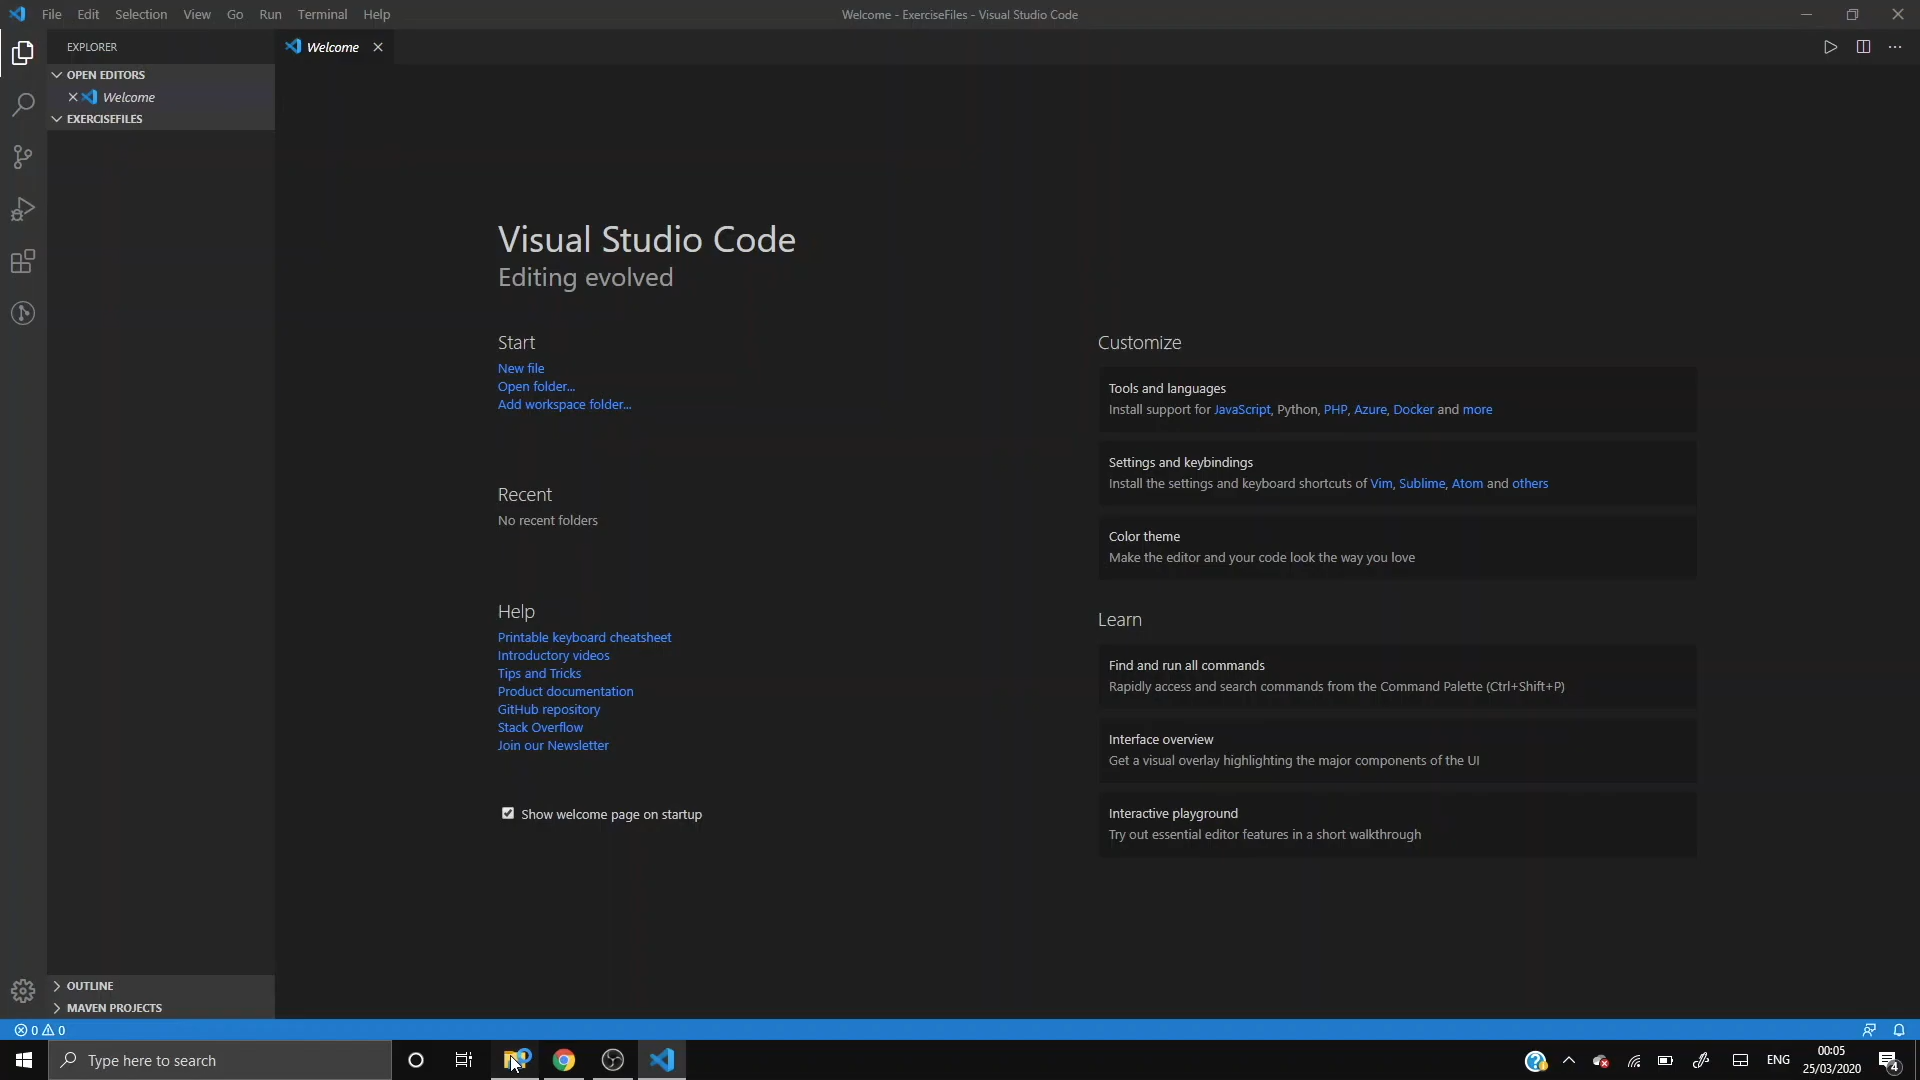 File Edit Selection View Go Run Terminal Help
Welcome - ExerciseFiles - Visual Studio Code
EXPLORER
Welcome
OPEN EDITORS
Welcome
EXERCISEFILES
Visual Studio Code
Editing evolved
Start
New file
Open folder...
Add workspace folder...
Recent
No recent folders
Help
Printable keyboard cheatsheet
Introductory videos
Tips and Tricks
Product documentation
GitHub repository
Stack Overflow
Join our Newsletter
Show welcome page on startup
Customize
Tools and languages
Install support for JavaScript, Python, PHP, Azure, Docker and more
Settings and keybindings
Install the settings and keyboard shortcuts of Vim, Sublime, Atom and others
Color theme
Make the editor and your code look the way you love
Learn
Find and run all commands
Rapidly access and search commands from the Command Palette (Ctrl+Shift+P)
Interface overview
Get a visual overlay highlighting the major components of the UI
Interactive playground
Try out essential editor features in a short walkthrough
OUTLINE
MAVEN PROJECTS
0 0
Type here to search
ENG
00:05
25/03/2020
4